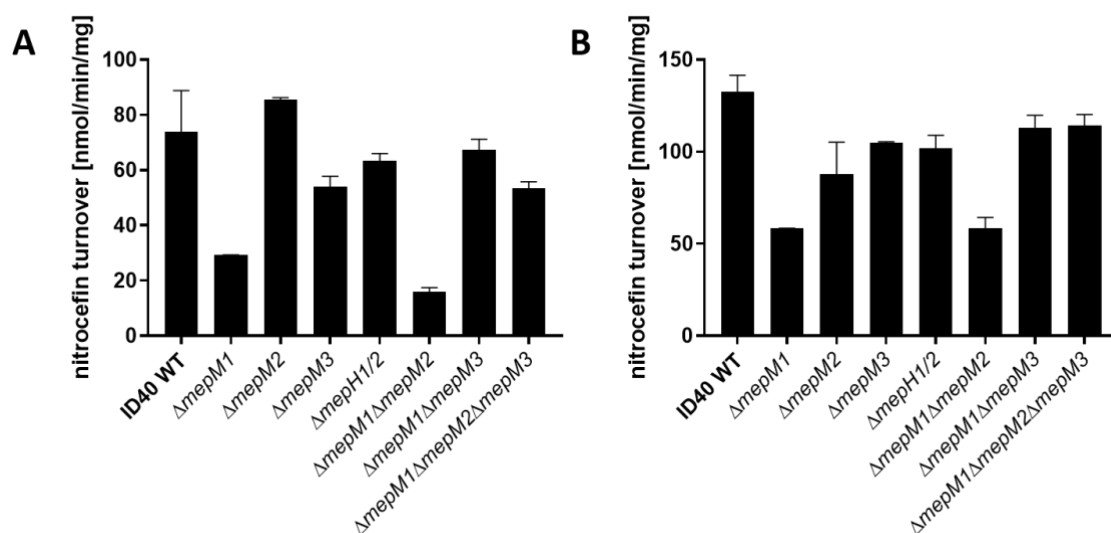 A
nitrocefin turnover [nmol/min/mg]
100
80
60
40
20
0
ID40 WT
ΔmepM1
ΔmepM2
ΔmepM3
ΔmepH1/2
ΔmepM1ΔmepM2
ΔmepM1ΔmepM3
ΔmepM1ΔmepM2ΔmepM3
B
nitrocefin turnover [nmol/min/mg]
150
100
50
0
ID40 WT
ΔmepM1
ΔmepM2
ΔmepM3
ΔmepH1/2
ΔmepM1ΔmepM2
ΔmepM1ΔmepM3
ΔmepM1ΔmepM2ΔmepM3